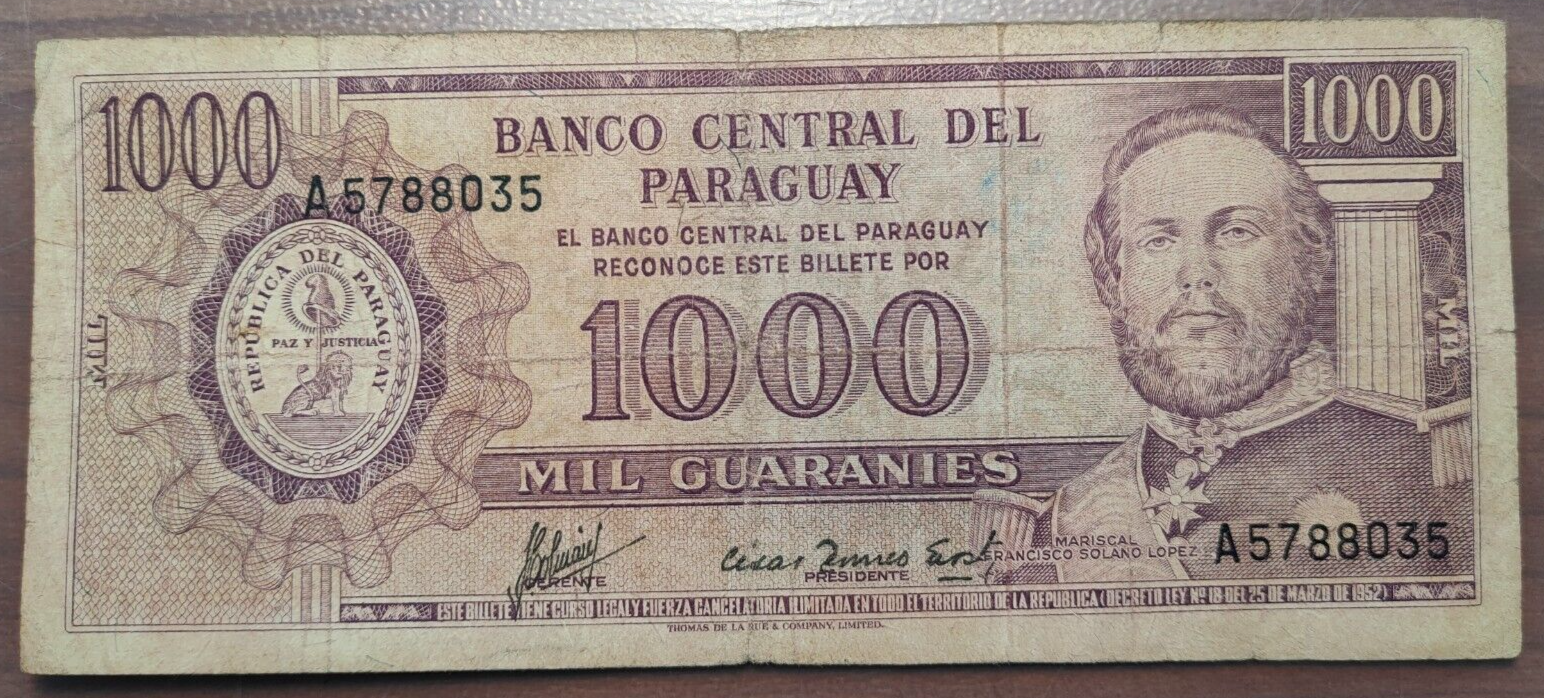 1000
1000
BANCO CENTRAL DEL
PARAGUAY
A5788035
EL BANCO CENTRAL DEL PARAGUAY
RECONOCE ESTE BILLETE POR
REPUBLICA DEL PARAGUAY
PAZ Y JUSTICIA
1000
MIL
MIL
MIL GUARANIES
GERENTE
César Romeo Acosta
PRESIDENTE
MARISCAL
FRANCISCO SOLANO LOPEZ
A5788035
ESTE BILLETE TIENE CURSO LEGAL Y FUERZA CANCELATORIA ILIMITADA EN TODO EL TERRITORIO DE LA REPUBLICA (DECRETO LEY Nº 18 DEL 25 DE MARZO DE 1952)
THOMAS DE LA RUE & COMPANY, LIMITED.